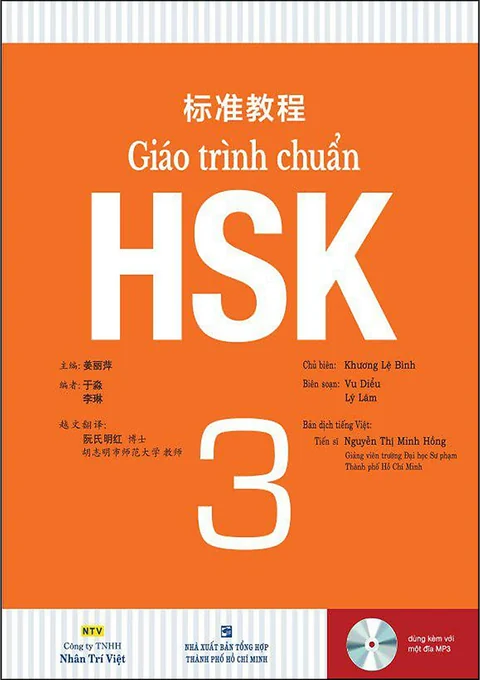 标准教程
Giáo trình chuẩn
HSK
主编: 姜丽萍
编者: 于淼
李琳
越文翻译:
阮氏明红 博士
胡志明市师范大学教师
Chủ biên: Khương Lệ Bình
Biên soạn: Vu Diểu
Lý Lâm
Bản dịch tiếng Việt:
Tiến sĩ Nguyễn Thị Minh Hồng
Giảng viên trường Đại học Sư phạm
Thành phố Hồ Chí Minh
3
NTV
Công ty TNHH
Nhân Trí Việt
NHÀ XUẤT BẢN TỔNG HỢP
THÀNH PHỐ HỒ CHÍ MINH
dùng kèm với
một đĩa MP3